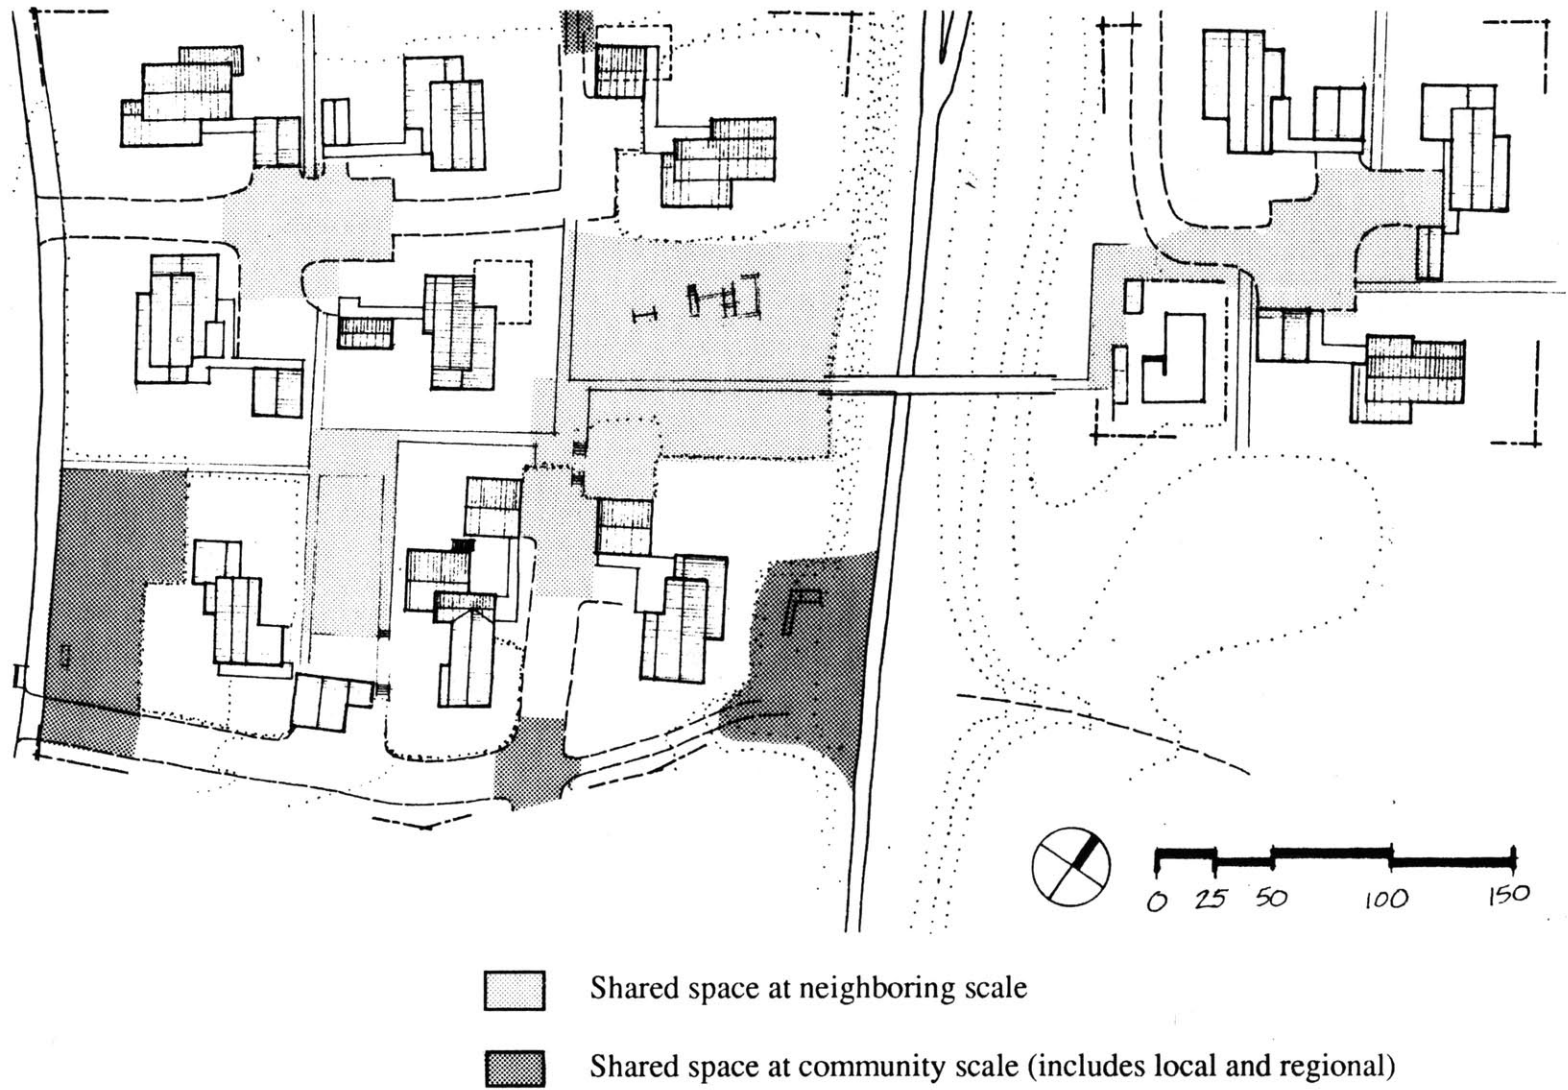 0 25 50 100 150
Shared space at neighboring scale
Shared space at community scale (includes local and regional)